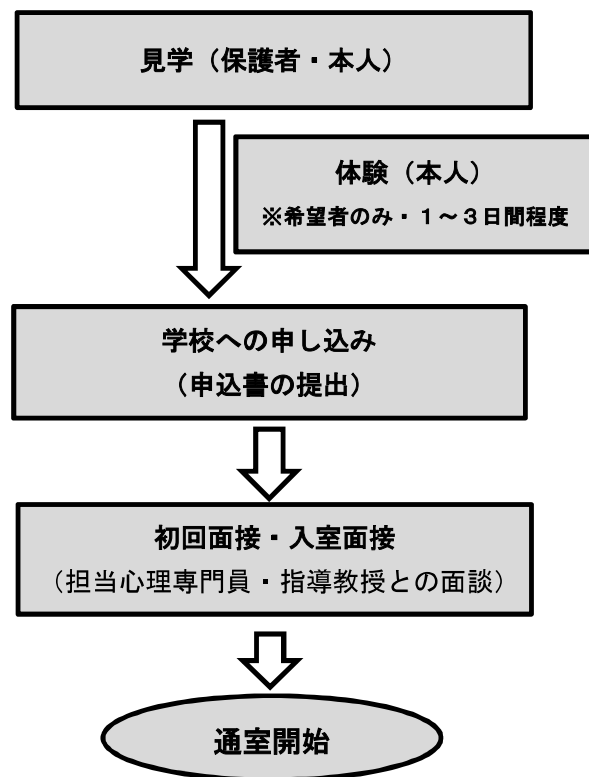 見学（保護者・本人）
体験（本人）
※希望者のみ・１～３日間程度
学校への申し込み
（申込書の提出）
初回面接・入室面接
（担当心理専門員・指導教授との面談）
通室開始